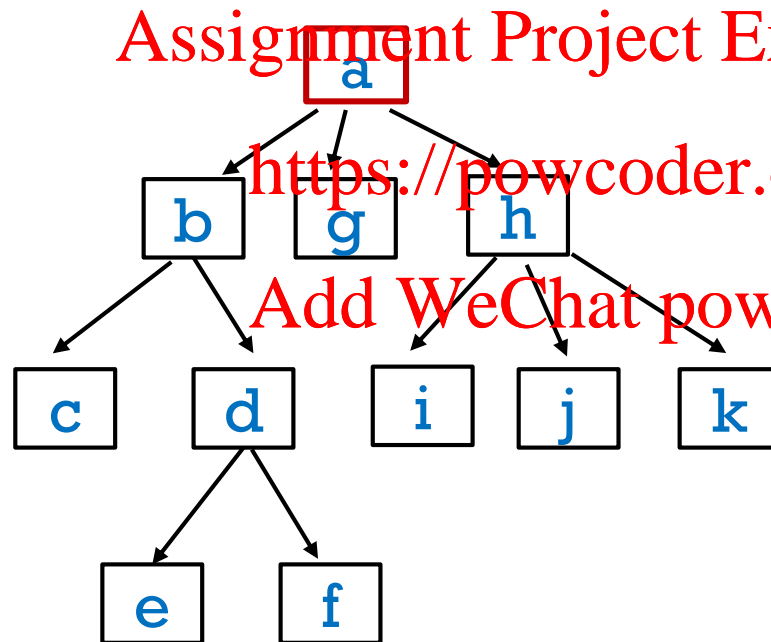 Assignment Project Ex
a
https://powcoder.
b g h
Add WeChat pow
c d i j k
e f